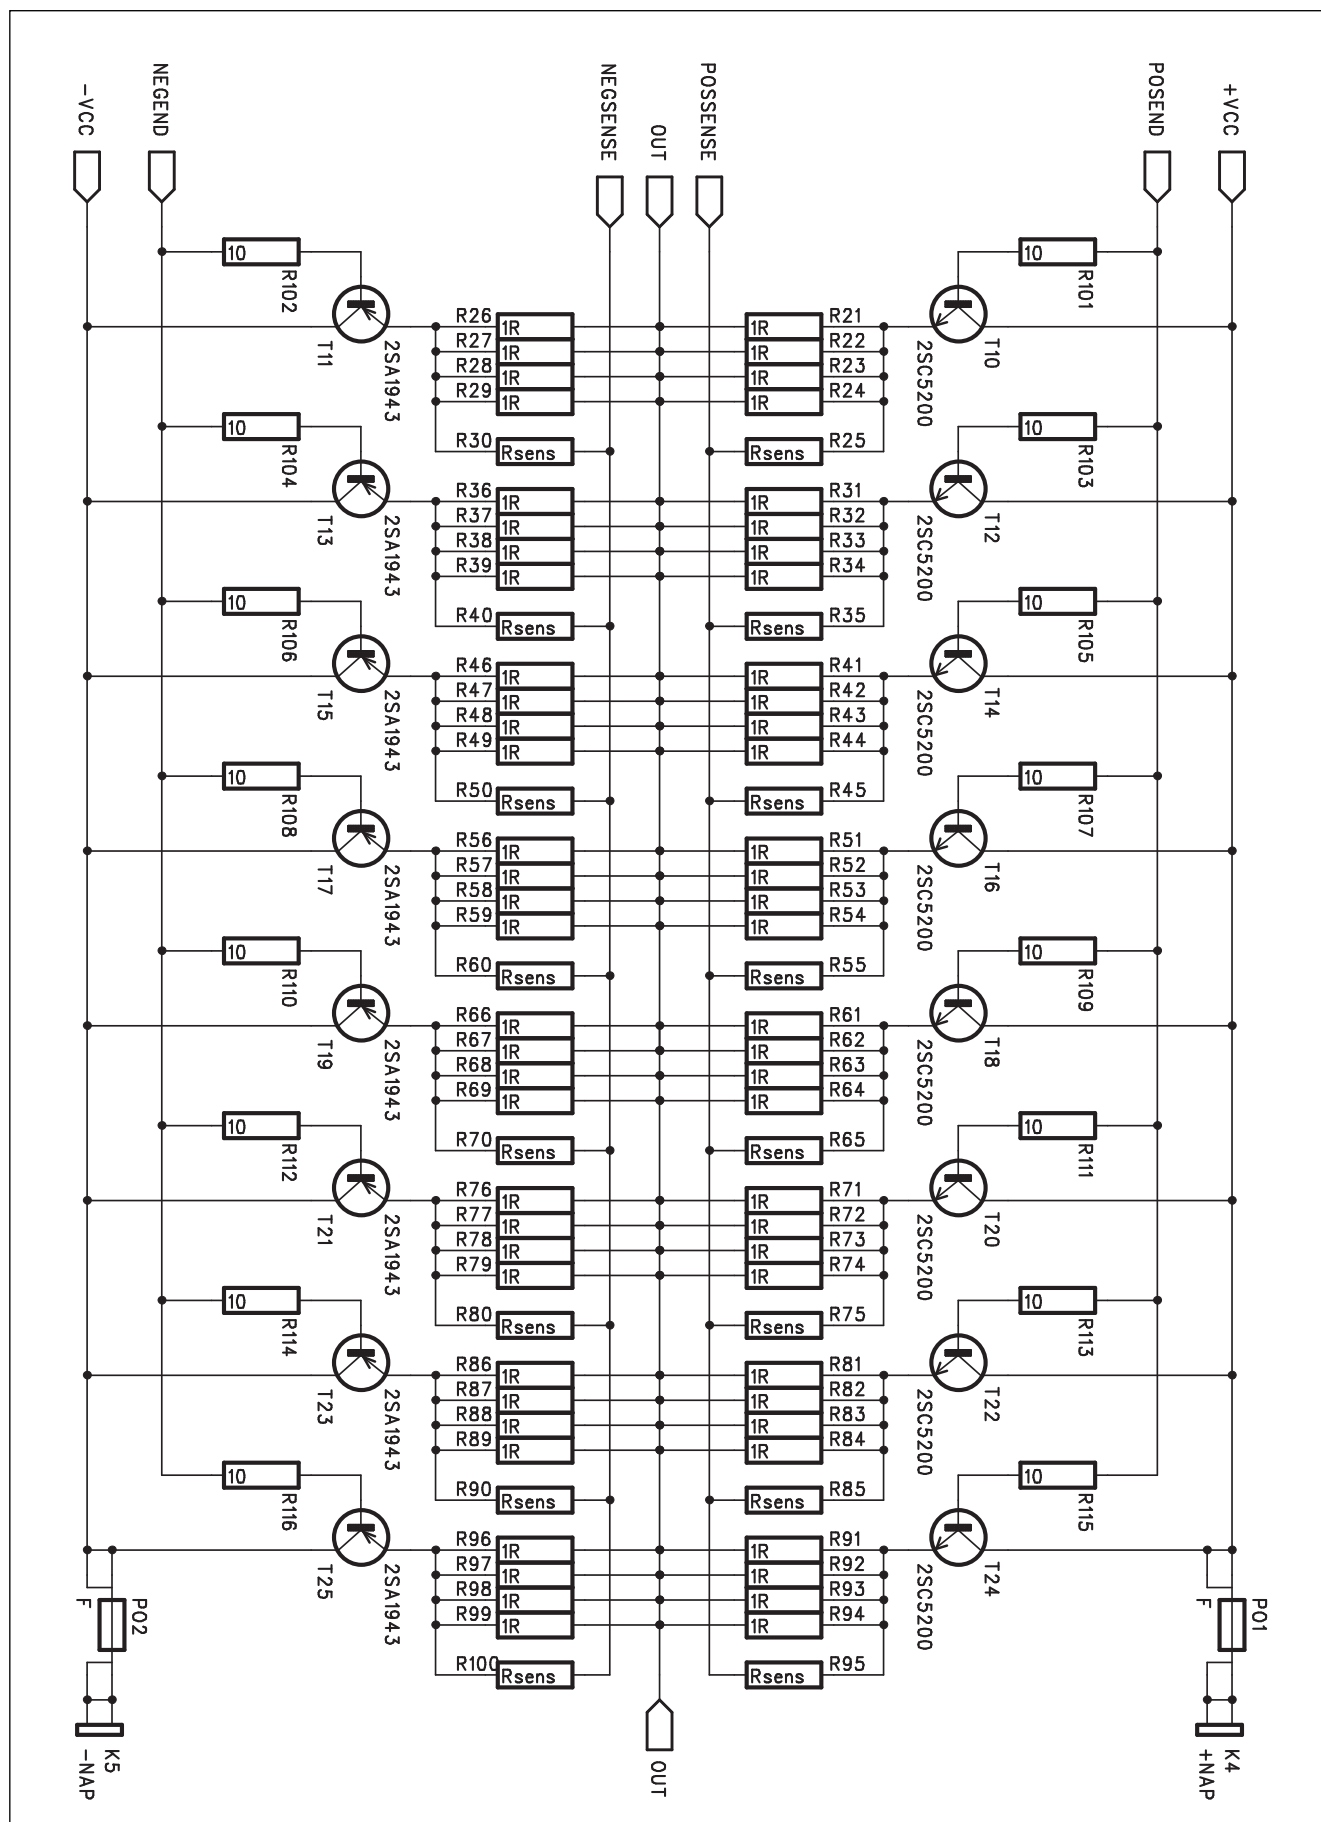 -VCC
NEGEND
NEGSENSE
OUT
POSSENSE
POSEND
+VCC
10
R102
T11
2SA1943
R26 1R
R27 1R
R28 1R
R29 1R
R30 Rsens
R21 1R
R22 1R
R23 1R
R24 1R
R25 Rsens
2SC5200
T10
10
R101
10
R104
T13
2SA1943
R36 1R
R37 1R
R38 1R
R39 1R
R40 Rsens
R31 1R
R32 1R
R33 1R
R34 1R
R35 Rsens
2SC5200
T12
10
R103
10
R106
T15
2SA1943
R46 1R
R47 1R
R48 1R
R49 1R
R50 Rsens
R41 1R
R42 1R
R43 1R
R44 1R
R45 Rsens
2SC5200
T14
10
R105
10
R108
T17
2SA1943
R56 1R
R57 1R
R58 1R
R59 1R
R60 Rsens
R51 1R
R52 1R
R53 1R
R54 1R
R55 Rsens
2SC5200
T16
10
R107
10
R110
T19
2SA1943
R66 1R
R67 1R
R68 1R
R69 1R
R70 Rsens
R61 1R
R62 1R
R63 1R
R64 1R
R65 Rsens
2SC5200
T18
10
R109
10
R112
T21
2SA1943
R76 1R
R77 1R
R78 1R
R79 1R
R80 Rsens
R71 1R
R72 1R
R73 1R
R74 1R
R75 Rsens
2SC5200
T20
10
R111
10
R114
T23
2SA1943
R86 1R
R87 1R
R88 1R
R89 1R
R90 Rsens
R81 1R
R82 1R
R83 1R
R84 1R
R85 Rsens
2SC5200
T22
10
R113
10
R116
T25
2SA1943
R96 1R
R97 1R
R98 1R
R99 1R
R100 Rsens
R91 1R
R92 1R
R93 1R
R94 1R
R95 Rsens
2SC5200
T24
10
R115
F
PO2
F
PO1
K5
-NAP
OUT
K4
+NAP